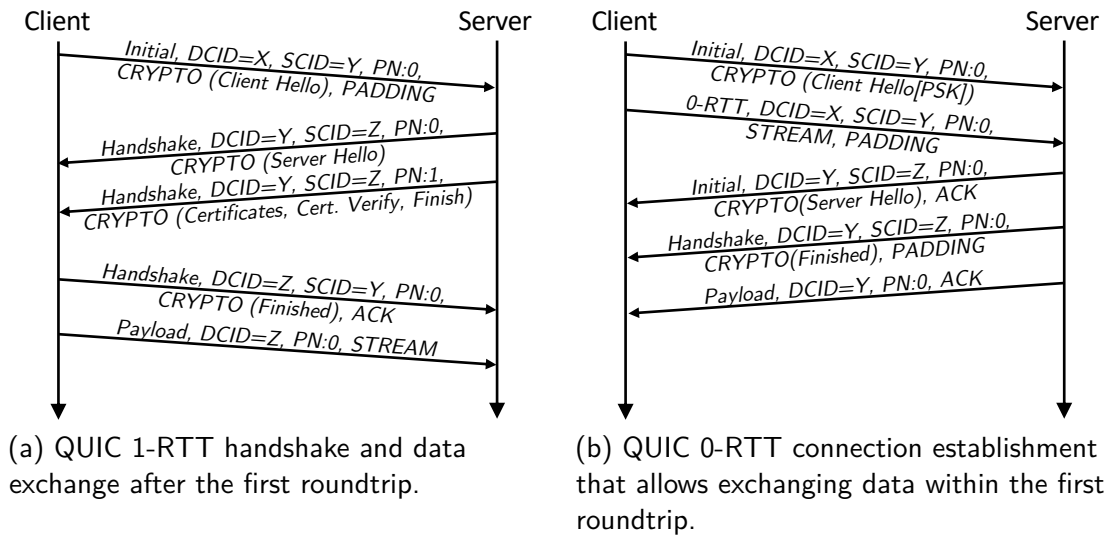 Client
Server
Initial, DCID=X, SCID=Y, PN:0,
CRYPTO (Client Hello), PADDING
Handshake, DCID=Y, SCID=Z, PN:0,
CRYPTO (Server Hello)
Handshake, DCID=Y, SCID=Z, PN:1,
CRYPTO (Certificates, Cert. Verify, Finish)
Handshake, DCID=Z, SCID=Y, PN:0,
CRYPTO (Finished), ACK
Payload, DCID=Z, PN:0, STREAM
(a) QUIC 1-RTT handshake and data
exchange after the first roundtrip.
Client
Server
Initial, DCID=X, SCID=Y, PN:0,
CRYPTO (Client Hello[PSK])
0-RTT, DCID=X, SCID=Y, PN:0,
STREAM, PADDING
Initial, DCID=Y, SCID=Z, PN:0,
CRYPTO(Server Hello), ACK
Handshake, DCID=Y, SCID=Z, PN:0,
CRYPTO(Finished), PADDING
Payload, DCID=Y, PN:0, ACK
(b) QUIC 0-RTT connection establishment
that allows exchanging data within the first
roundtrip.